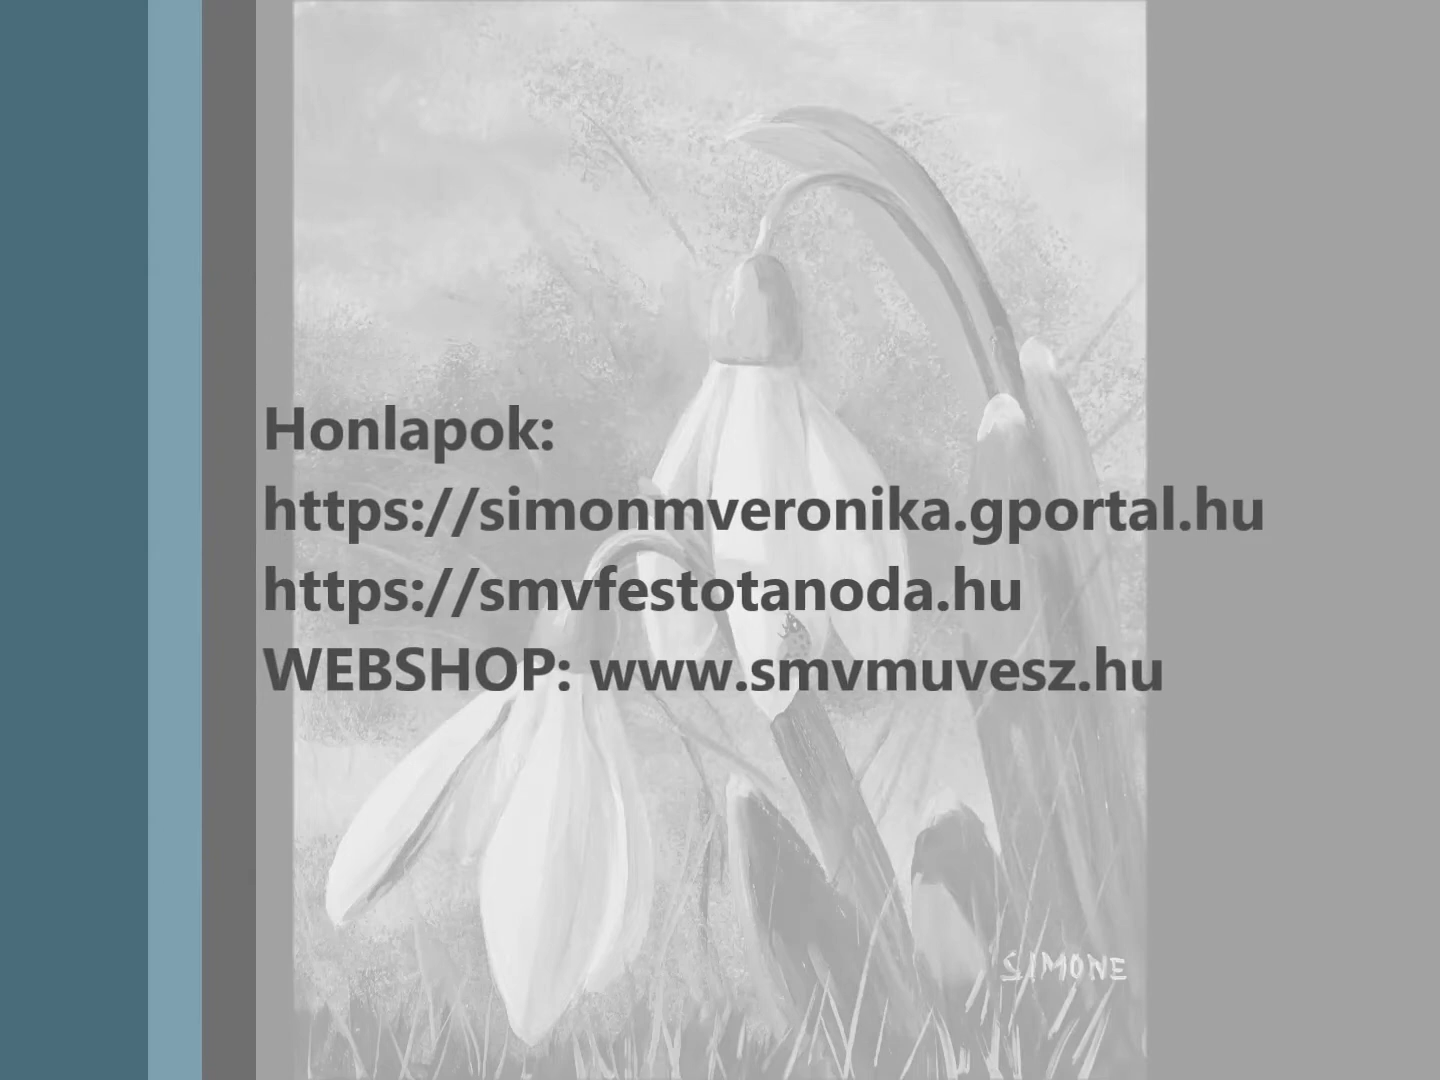 Honlapok:
https://simonmveronika.gportal.hu
https://smvfestotanoda.hu
WEBSHOP: www.smvmuvesz.hu
SIMONE